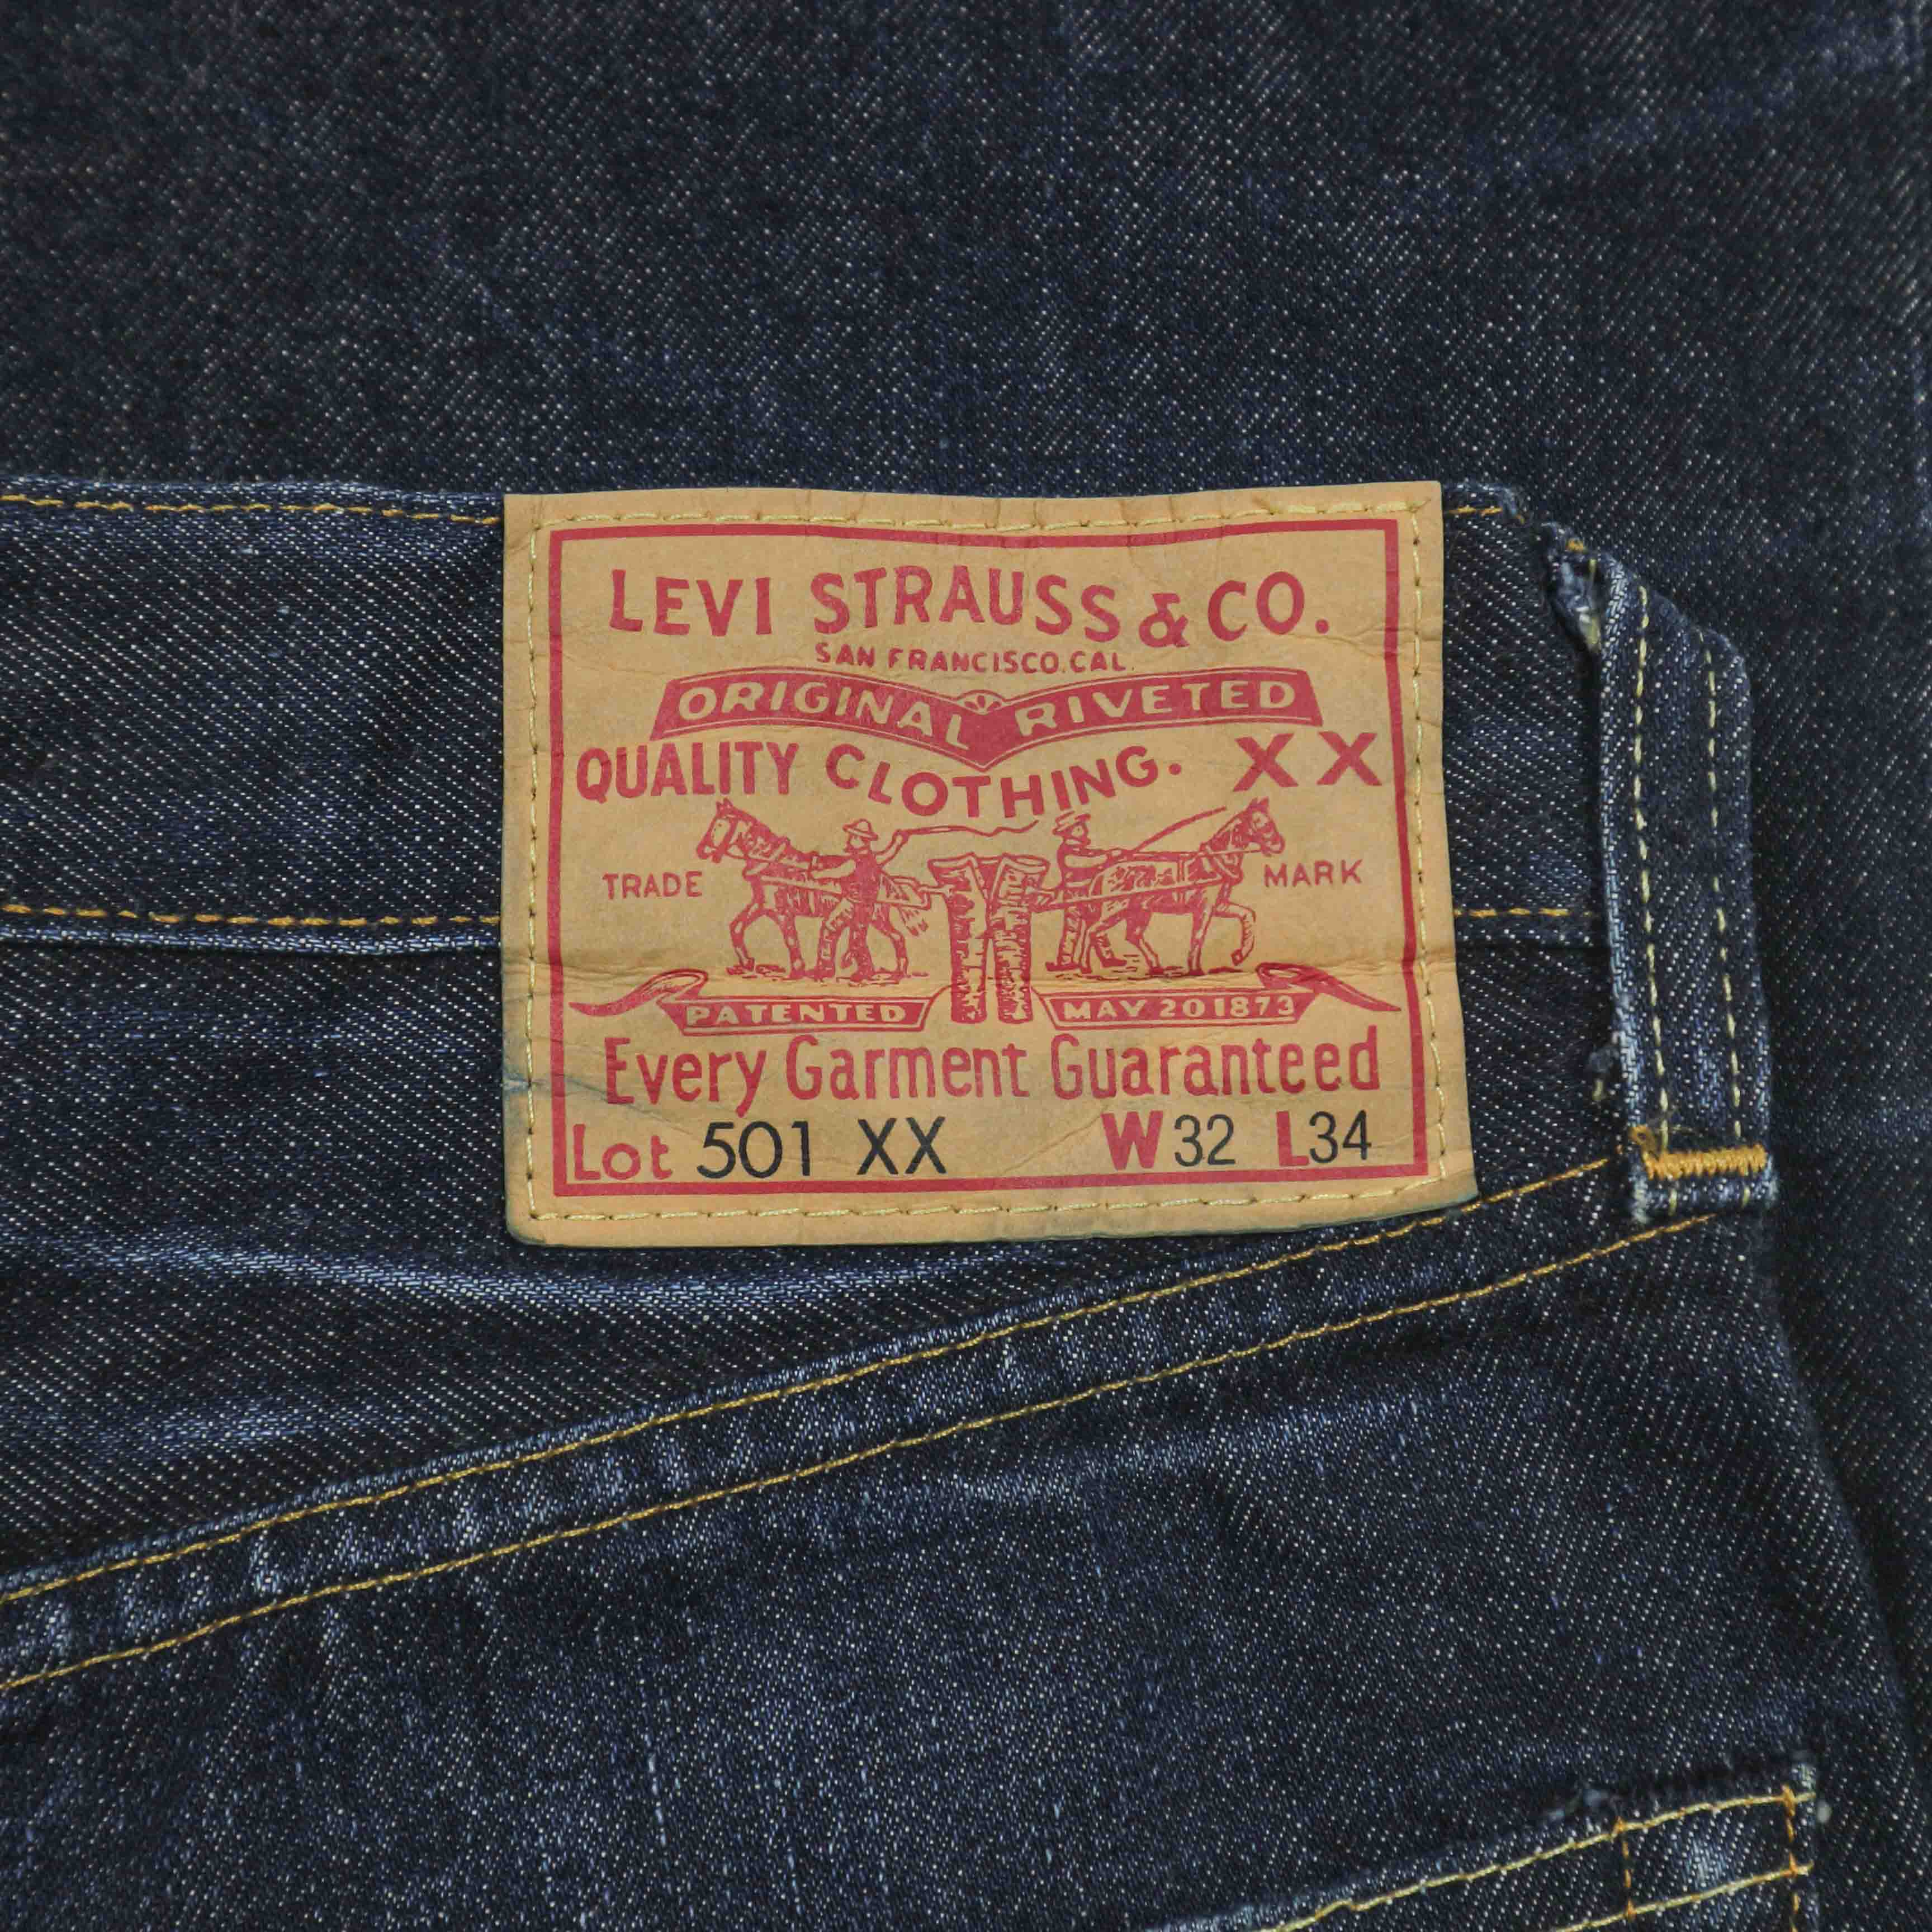 LEVI STRAUSS & CO.
SAN FRANCISCO, CAL.
ORIGINAL RIVETED
QUALITY CLOTHING. XX
TRADE MARK
PATENTED MAY 20 1873
Every Garment Guaranteed
Lot 501 XX W32 L34